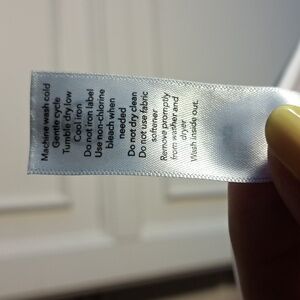 Machine wash cold
Gentle cycle
Tumble dry low
Cool iron
Do not iron label
Use non-chlorine
bleach when
needed
Do not dry clean
Do not use fabric
softener
Remove promptly
from washer and
dryer
Wash inside out.